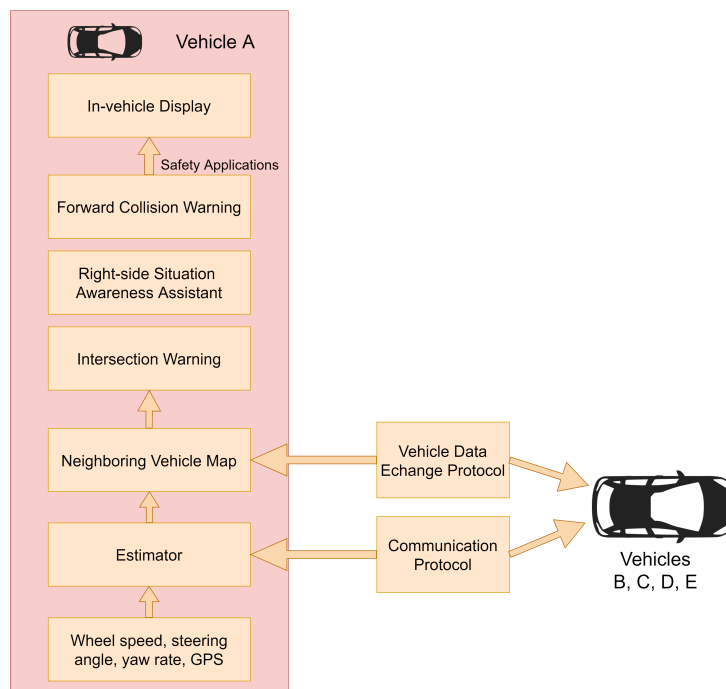 Vehicle A
In-vehicle Display
Safety Applications
Forward Collision Warning
Right-side Situation
Awareness Assistant
Intersection Warning
Neighboring Vehicle Map
Vehicle Data
Echange Protocol
Estimator
Communication
Protocol
Vehicles
B, C, D, E
Wheel speed, steering
angle, yaw rate, GPS